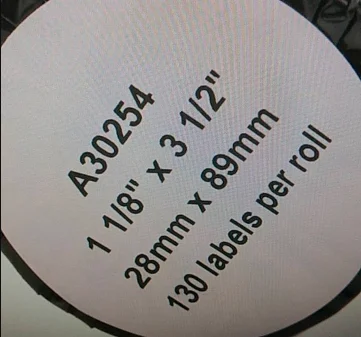 A30254
1 1/8" x 3 1/2"
28mm x 89mm
130 labels per roll